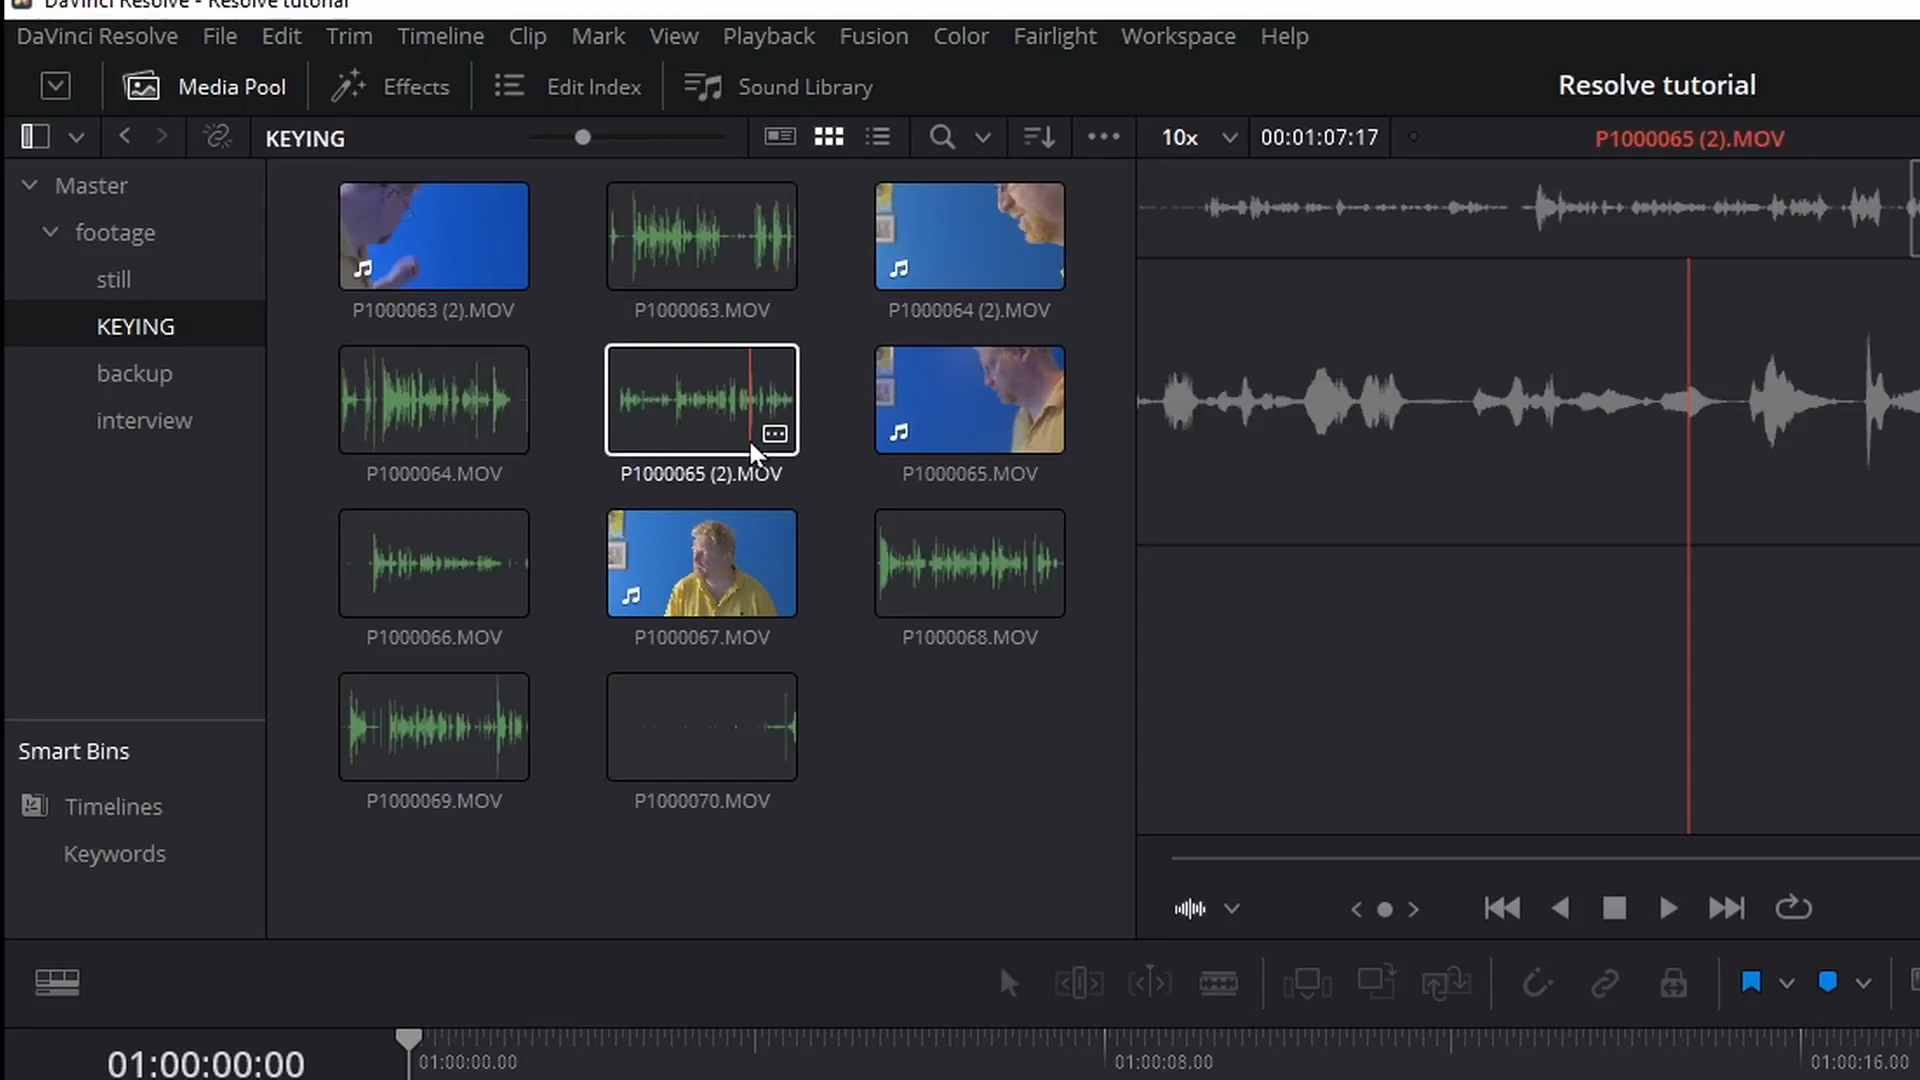 DaVinci Resolve - Resolve tutorial
DaVinci Resolve File Edit Trim Timeline Clip Mark View Playback Fusion Color Fairlight Workspace Help
Media Pool Effects Edit Index Sound Library Resolve tutorial
KEYING 10x 00:01:07:17 P1000065 (2).MOV
Master
footage
still
KEYING
backup
interview
P1000063 (2).MOV P1000063.MOV P1000064 (2).MOV
P1000064.MOV P1000065 (2).MOV P1000065.MOV
P1000066.MOV P1000067.MOV P1000068.MOV
P1000069.MOV P1000070.MOV
Smart Bins
Timelines
Keywords
01:00:00:00 01:00:00.00 01:00:08.00 01:00:16.00